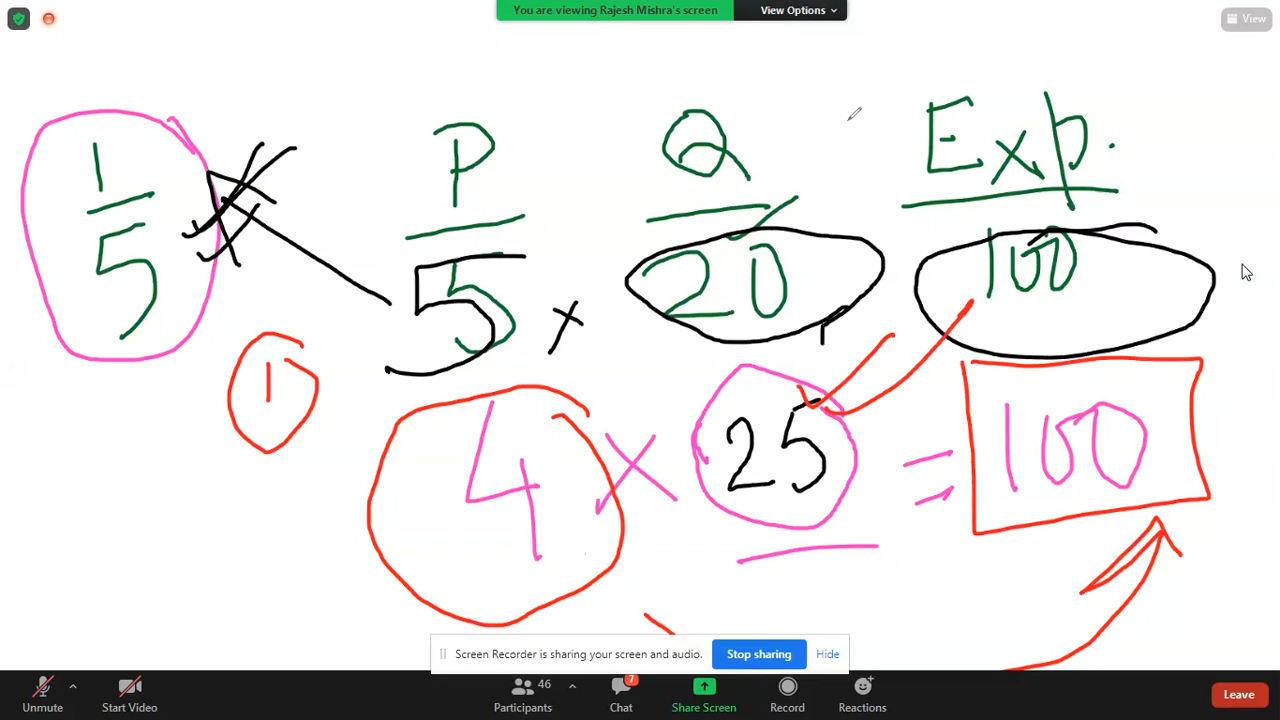 You are viewing Rajesh Mishra's screen View Options
View
1/5 P Q Exp.
5 × 20 100
1
4 × 25 = 100
Screen Recorder is sharing your screen and audio. Stop sharing Hide
46 7
Unmute Start Video Participants Chat Share Screen Record Reactions Leave